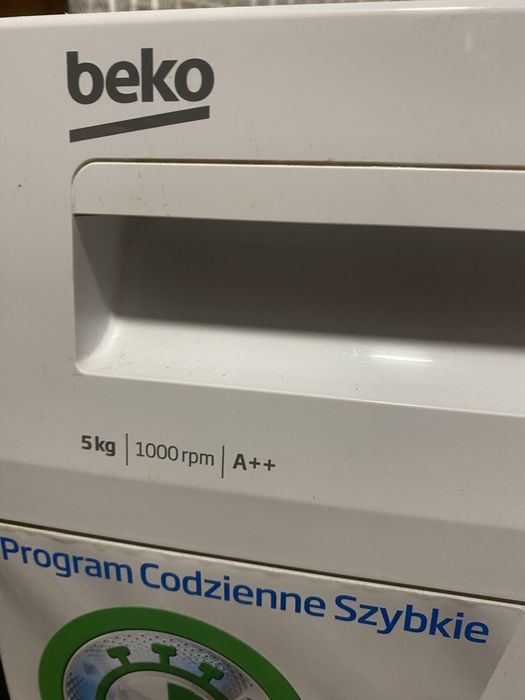 beko
5kg | 1000 rpm | A++
Program Codzienne Szybkie